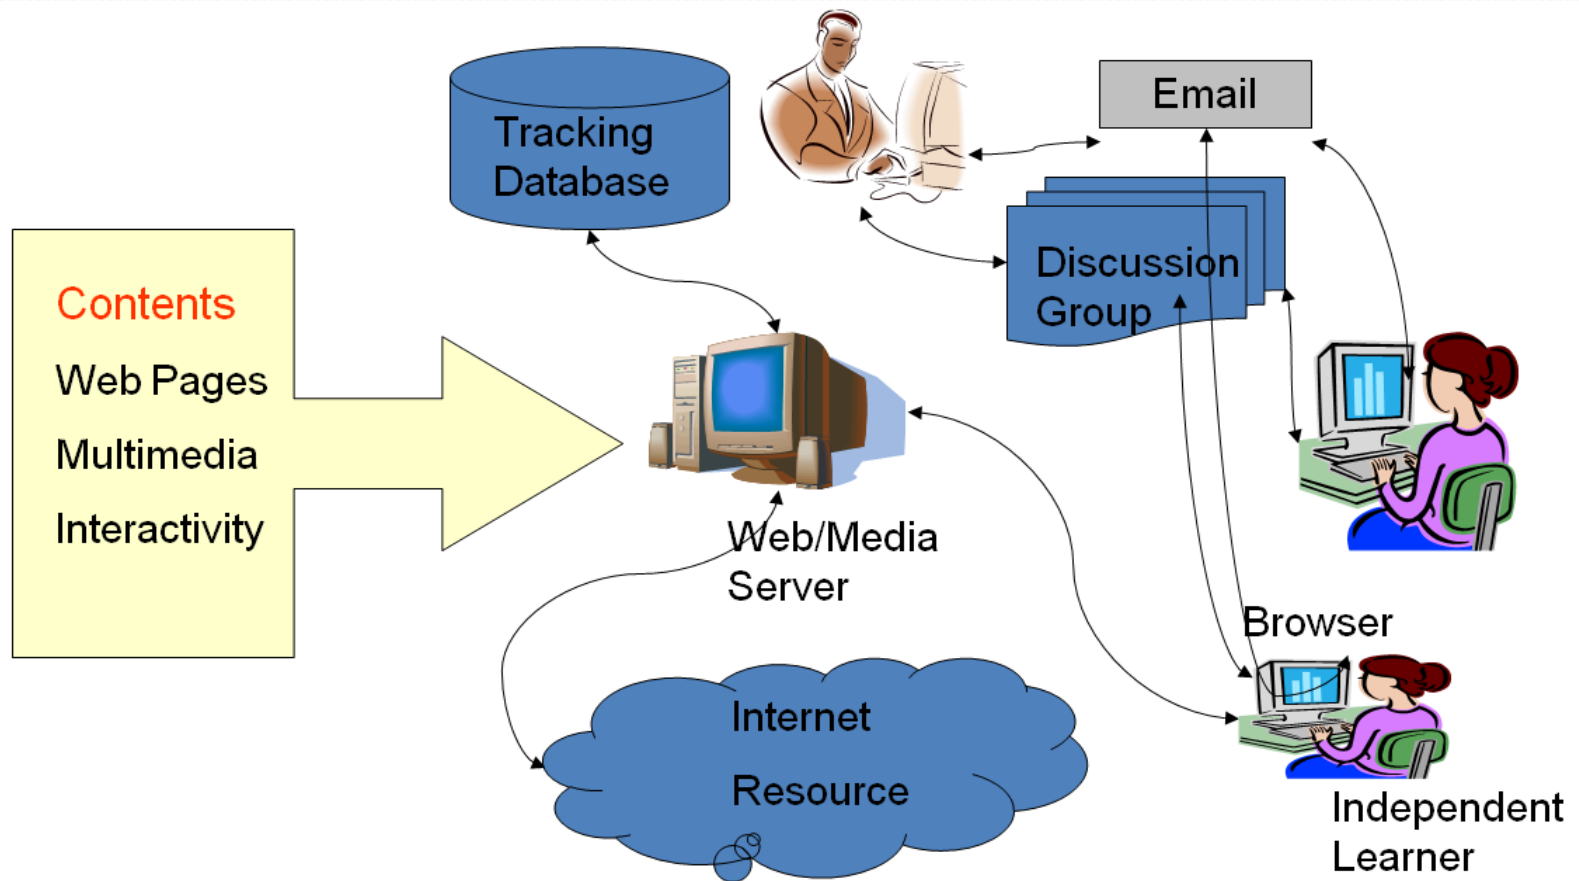 Tracking
Database
Email
Contents
Web Pages
Multimedia
Interactivity
Discussion
Group
Web/Media
Server
Browser
Internet
Resource
Independent
Learner